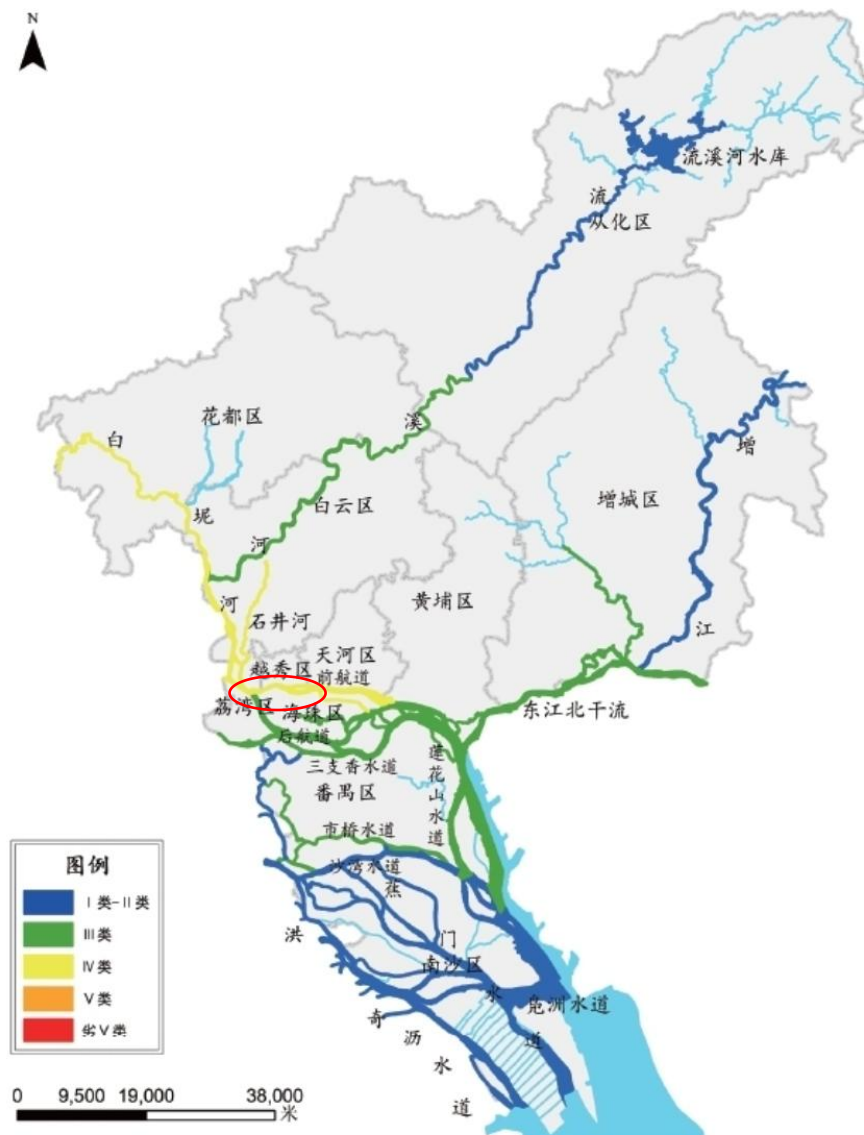 N
流溪河水库
流
从化区
花都区
白
溪
增
坭
白云区
增城区
河
河
石井河
黄埔区
江
天河区
越秀区
前航道
荔湾区
海珠区
东江北干流
后航道
三支香水道
莲花山水道
番禺区
市桥水道
沙湾水道
蕉
洪
门
南沙区
水
凫洲水道
奇
道
沥
水
道
图例
Ⅰ类-Ⅱ类
Ⅲ类
Ⅳ类
Ⅴ类
劣Ⅴ类
0 9,500 19,000 38,000
米